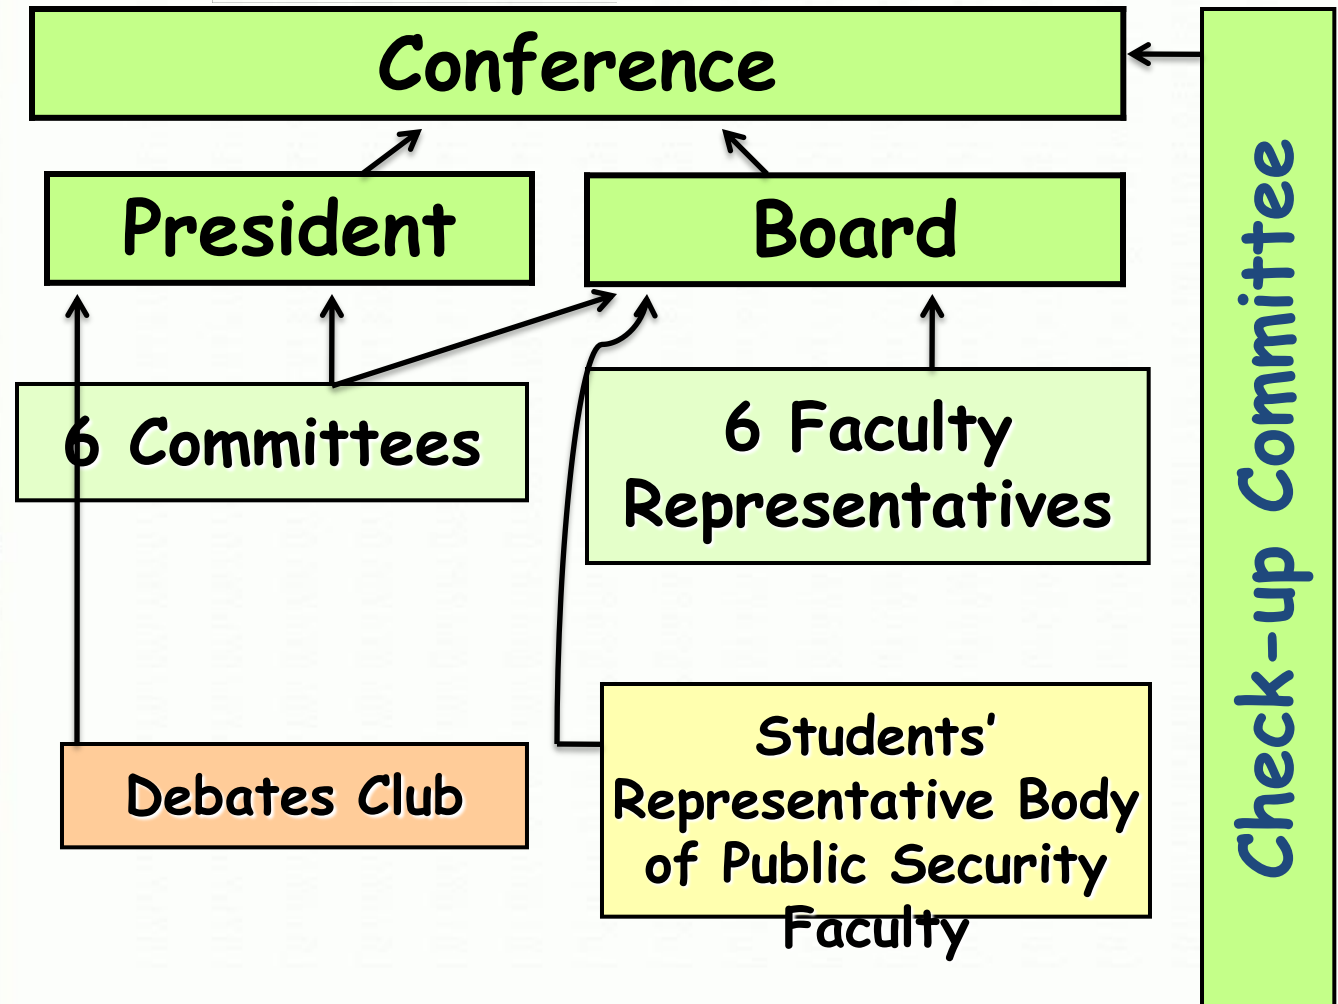 Conference
President
Board
6 Committees
6 Faculty
Representatives
Debates Club
Students’
Representative Body
of Public Security
Faculty
Check-up Committee